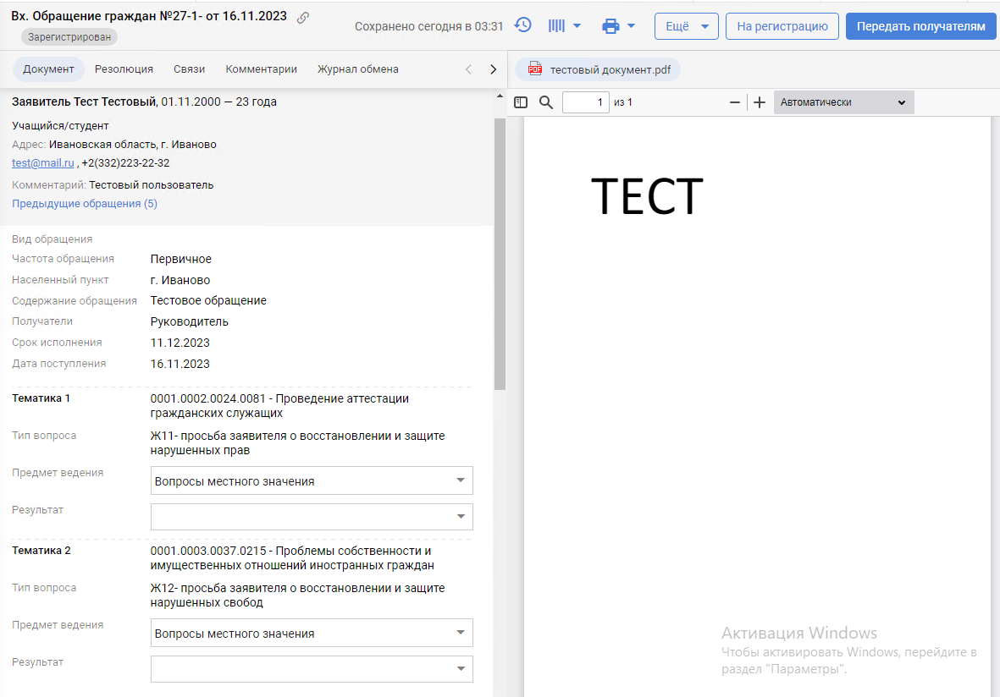 Вх. Обращение граждан №27-1- от 16.11.2023
Зарегистрирован
Сохранено сегодня в 03:31
Ещё
На регистрацию
Передать получателям
Документ Резолюция Связи Комментарии Журнал обмена
Заявитель Тест Тестовый, 01.11.2000 — 23 года
Учащийся/студент
Адрес: Ивановская область, г. Иваново
test@mail.ru , +2(332)223-22-32
Комментарий: Тестовый пользователь
Предыдущие обращения (5)
Вид обращения
Частота обращения Первичное
Населенный пункт г. Иваново
Содержание обращения Тестовое обращение
Получатели Руководитель
Срок исполнения 11.12.2023
Дата поступления 16.11.2023
Тематика 1 0001.0002.0024.0081 - Проведение аттестации
гражданских служащих
Тип вопроса Ж11- просьба заявителя о восстановлении и защите
нарушенных прав
Предмет ведения Вопросы местного значения
Результат
Тематика 2 0001.0003.0037.0215 - Проблемы собственности и
имущественных отношений иностранных граждан
Тип вопроса Ж12- просьба заявителя о восстановлении и защите
нарушенных свобод
Предмет ведения Вопросы местного значения
Результат
PDF тестовый документ.pdf
1 из 1
Автоматически
ТЕСТ
Активация Windows
Чтобы активировать Windows, перейдите в
раздел "Параметры".